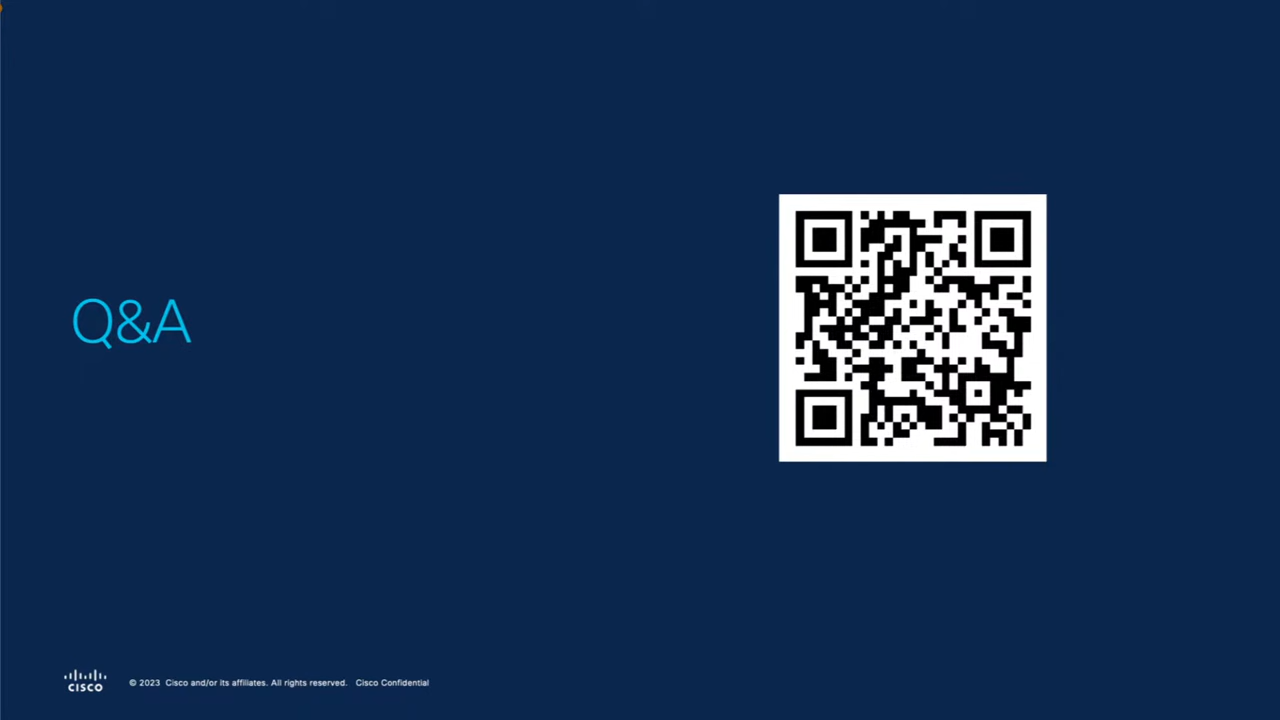 Q&A
CISCO
© 2023 Cisco and/or its affiliates. All rights reserved. Cisco Confidential